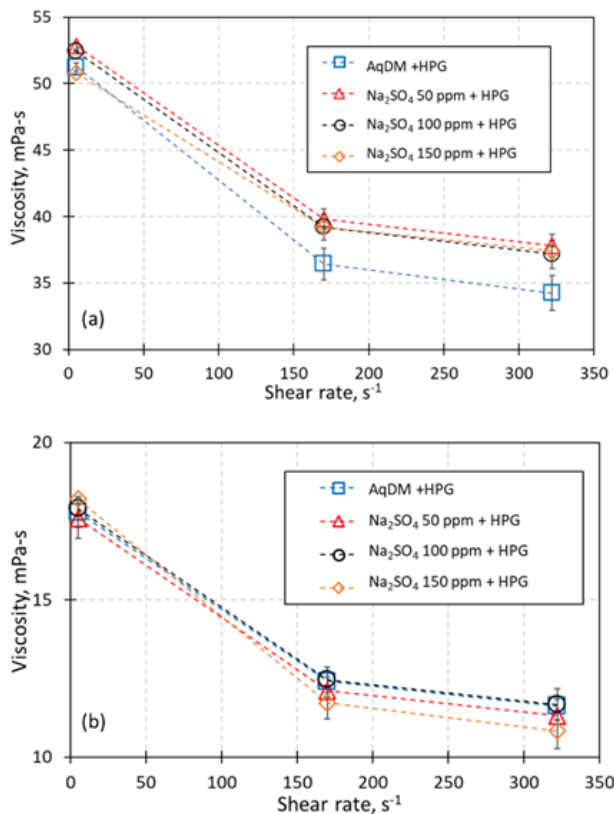 55
50
45
40
35
30
Viscosity, mPa-s
AqDM +HPG
Na₂SO₄ 50 ppm + HPG
Na₂SO₄ 100 ppm + HPG
Na₂SO₄ 150 ppm + HPG
(a)
0 50 100 150 200 250 300 350
Shear rate, s⁻¹
20
15
10
Viscosity, mPa-s
AqDM +HPG
Na₂SO₄ 50 ppm + HPG
Na₂SO₄ 100 ppm + HPG
Na₂SO₄ 150 ppm + HPG
(b)
0 50 100 150 200 250 300 350
Shear rate, s⁻¹